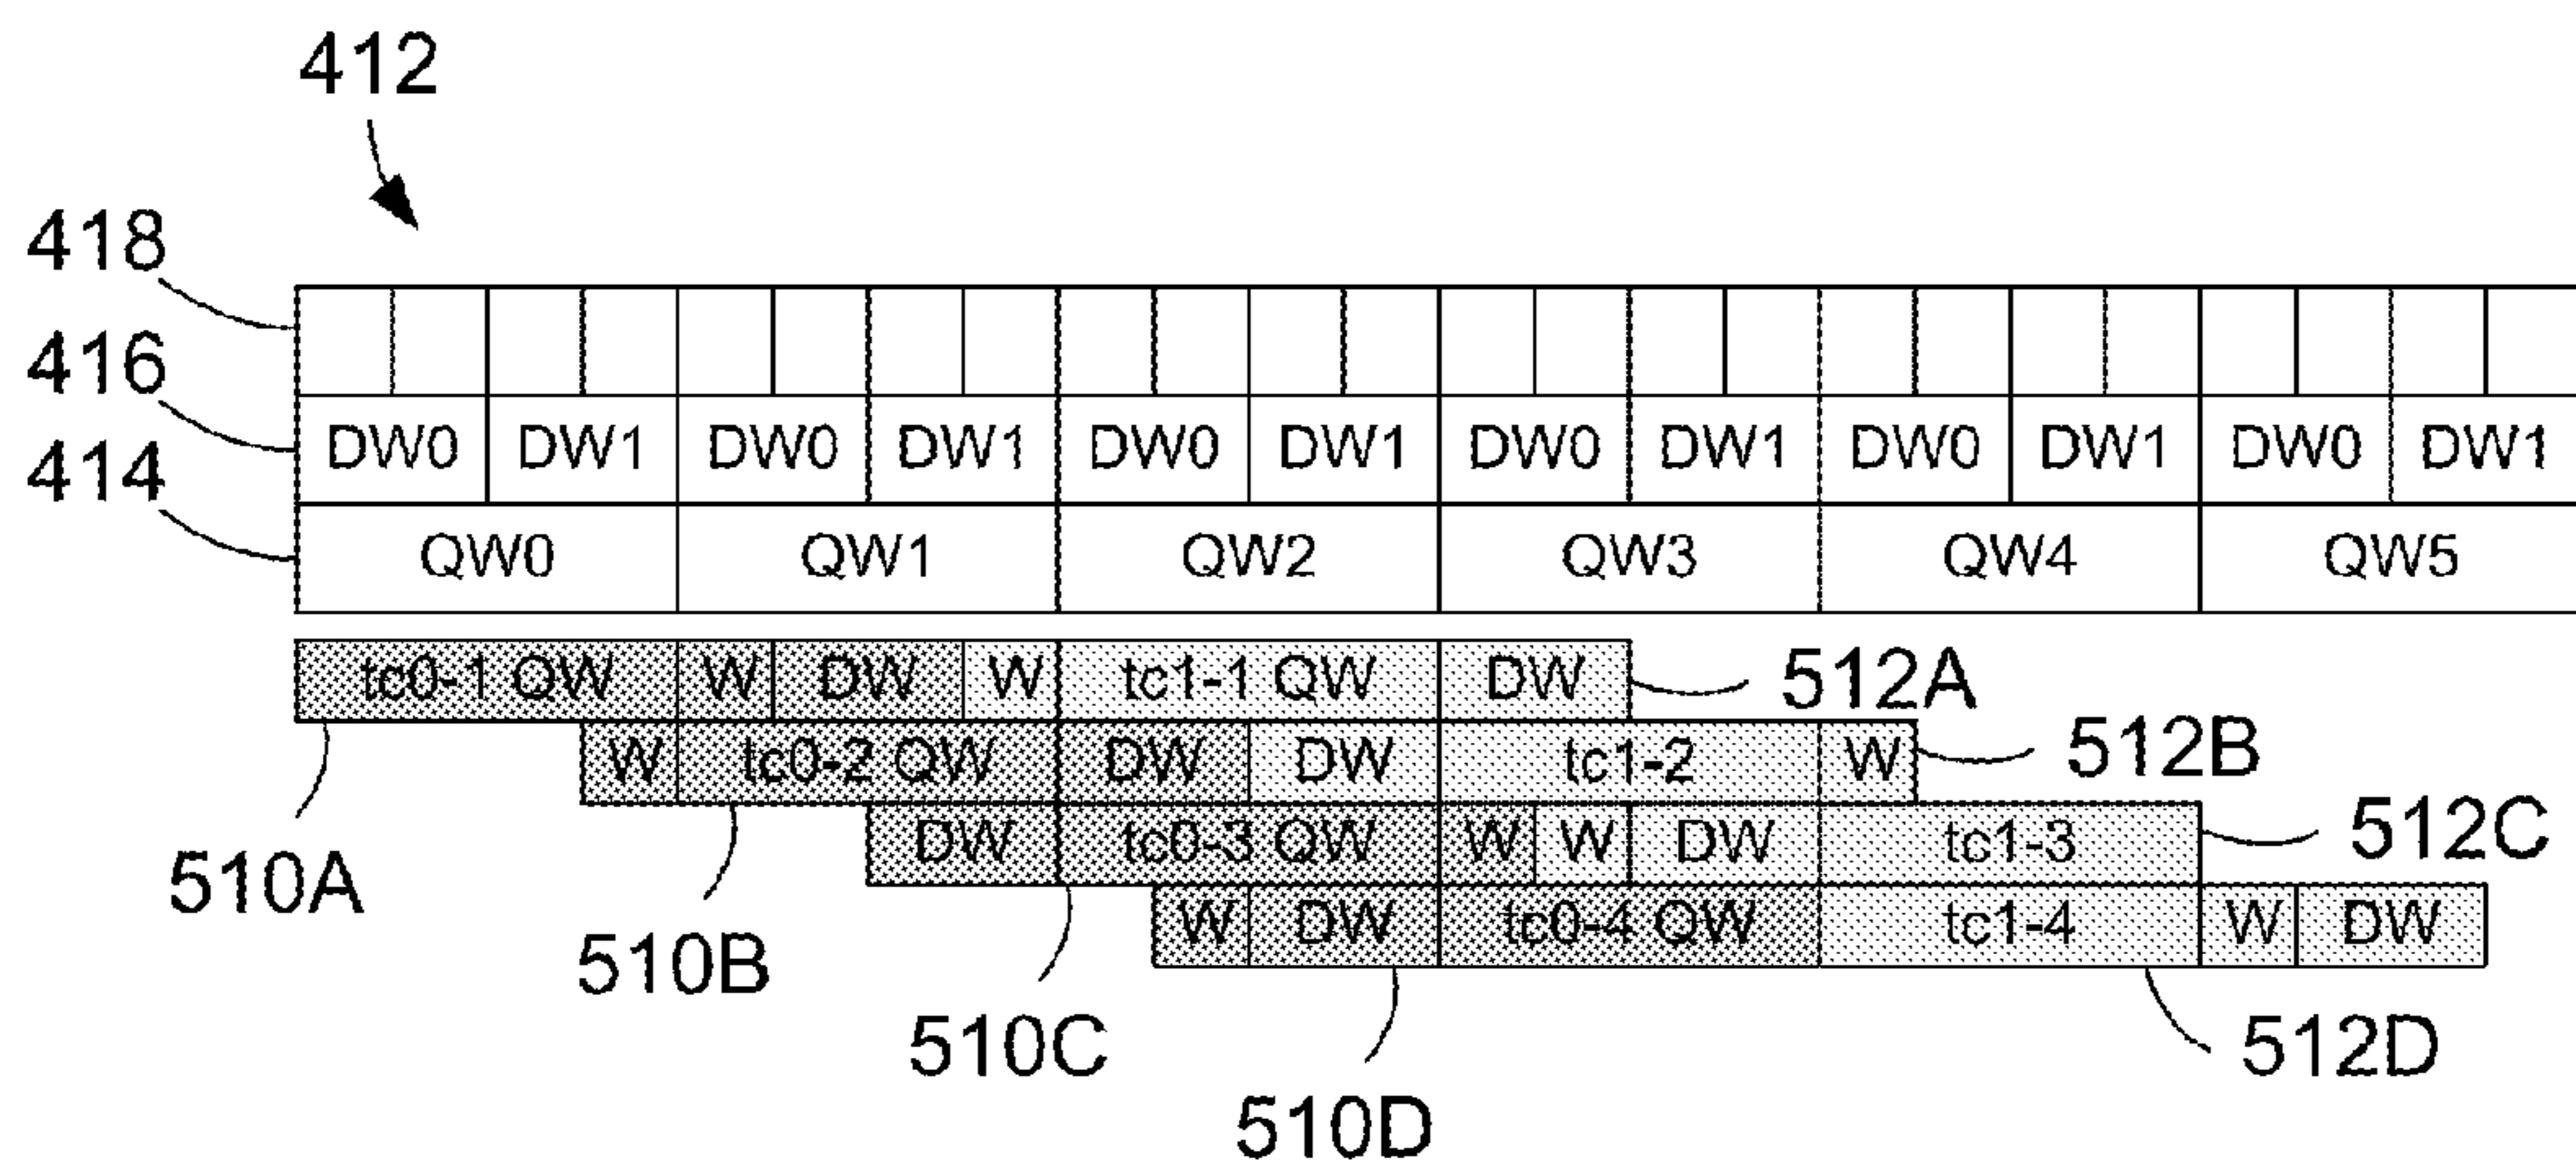 412
418
416
414
DW0 DW1 DW0 DW1 DW0 DW1 DW0 DW1 DW0 DW1 DW0 DW1
QW0 QW1 QW2 QW3 QW4 QW5
tc0-1 QW W DW W tc1-1 QW DW 512A
W tc0-2 QW DW DW tc1-2 W 512B
DW tc0-3 QW W W DW tc1-3 512C
W DW tc0-4 QW tc1-4 W DW
510A
510B
510C
510D
512D